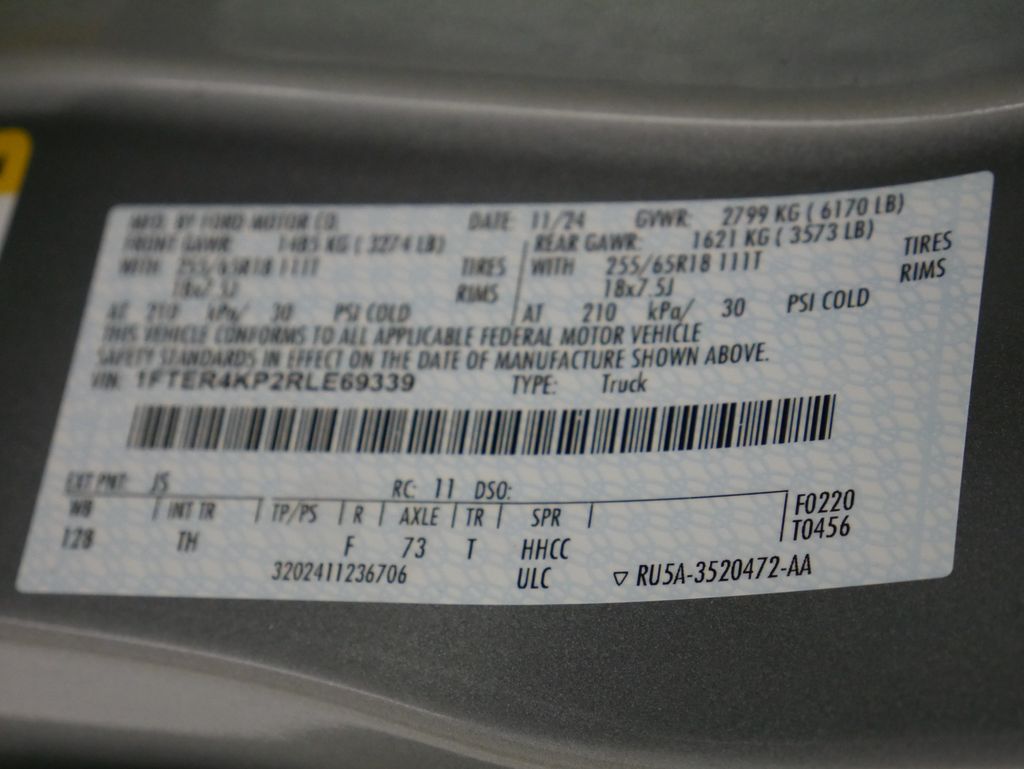 MFD. BY FORD MOTOR CO. DATE: 11/24 GVWR: 2799 KG ( 6170 LB)
FRONT GAWR: 1485 KG ( 3274 LB) REAR GAWR: 1621 KG ( 3573 LB)
WITH 255/65R18 111T TIRES WITH 255/65R18 111T TIRES
18x7.5J RIMS 18x7.5J RIMS
AT 210 kPa/ 30 PSI COLD AT 210 kPa/ 30 PSI COLD
THIS VEHICLE CONFORMS TO ALL APPLICABLE FEDERAL MOTOR VEHICLE
SAFETY STANDARDS IN EFFECT ON THE DATE OF MANUFACTURE SHOWN ABOVE.
VIN: 1FTER4KP2RLE69339 TYPE: Truck
EXT PNT: JS RC: 11 DSO:
WB INT TR TP/PS R AXLE TR SPR F0220
128 TH F 73 T HHCC T0456
3202411236706 ULC ▽ RU5A-3520472-AA